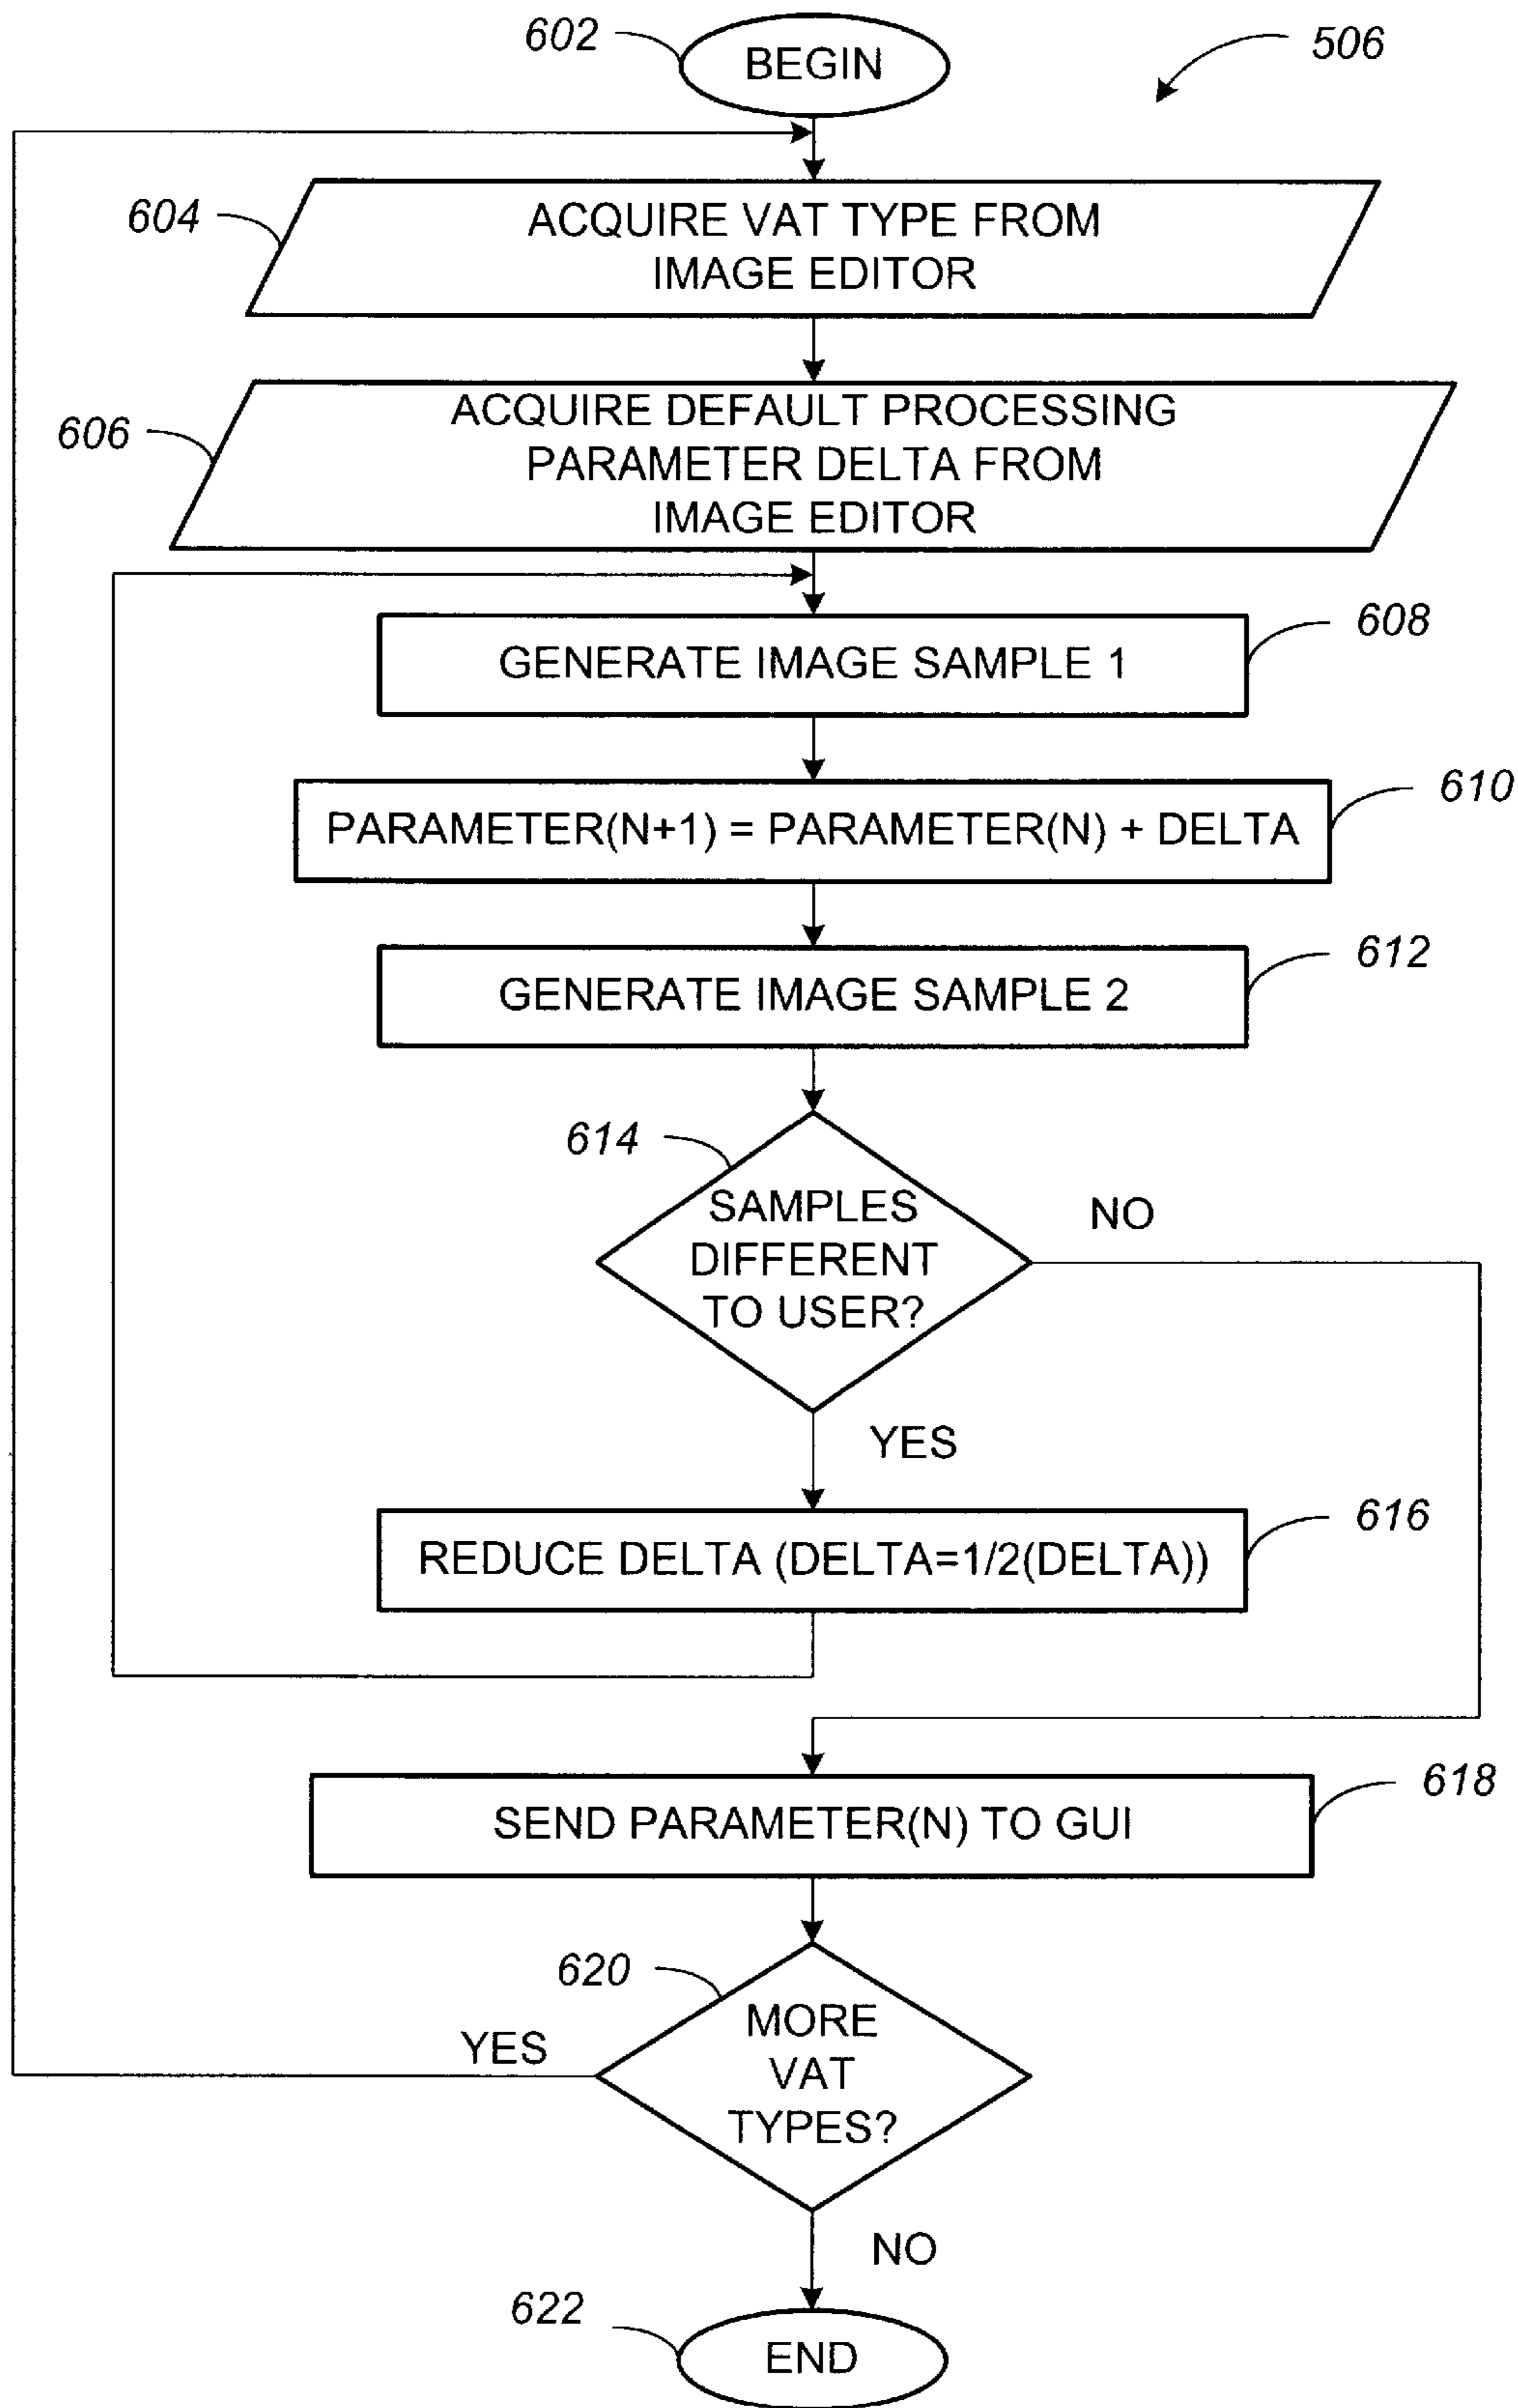 602
BEGIN
506
604
ACQUIRE VAT TYPE FROM
IMAGE EDITOR
606
ACQUIRE DEFAULT PROCESSING
PARAMETER DELTA FROM
IMAGE EDITOR
608
GENERATE IMAGE SAMPLE 1
610
PARAMETER(N+1) = PARAMETER(N) + DELTA
612
GENERATE IMAGE SAMPLE 2
614
SAMPLES
DIFFERENT
TO USER?
NO
YES
616
REDUCE DELTA (DELTA=1/2(DELTA))
618
SEND PARAMETER(N) TO GUI
620
MORE
VAT
TYPES?
YES
NO
622
END